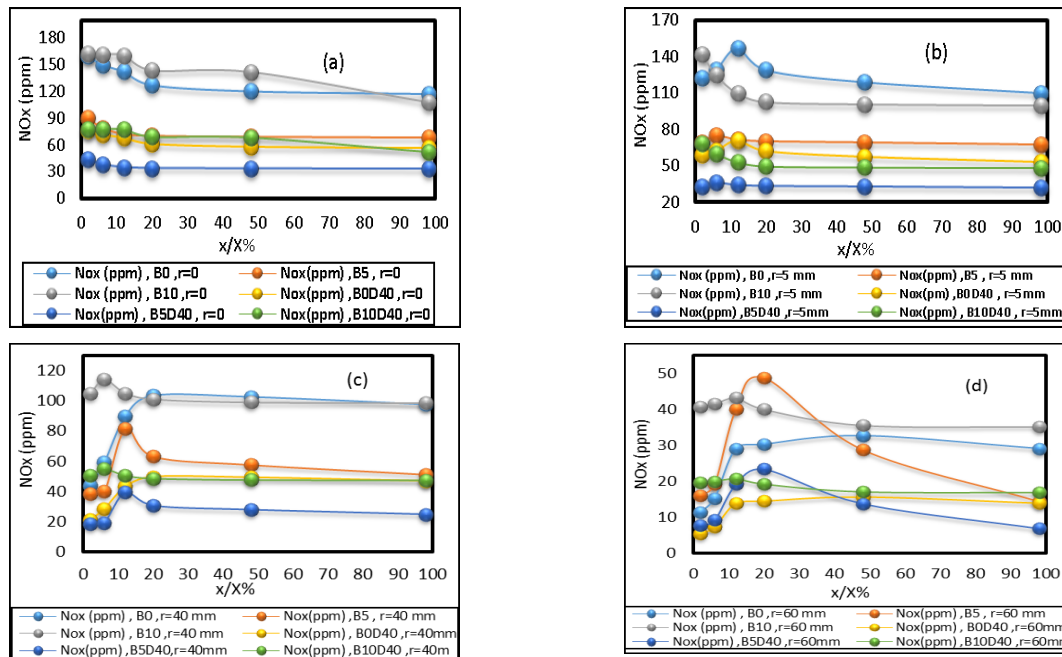 (a)
NOx (ppm)
180
150
120
90
60
30
0
0 10 20 30 40 50 60 70 80 90 100
x/X%
Nox (ppm) , B0 ,r=0 Nox(ppm) , B5 , r=0
Nox (ppm) , B10 ,r=0 Nox(ppm) , B0D40 , r=0
Nox(ppm) , B5D40 , r=0 Nox(ppm) , B10D40 , r=0
(b)
NOx (ppm)
170
140
110
80
50
20
0 10 20 30 40 50 60 70 80 90 100
x/X%
Nox (ppm) , B0 ,r=5 mm Nox(ppm) , B5 , r=5 mm
Nox (ppm) , B10 ,r=5 mm Nox(pm) ,B0D40 ,r=5mm
Nox(ppm) ,B5D40 ,r=5mm Nox(ppm) ,B10D40 ,r=5mm
(c)
NOx (ppm)
120
100
80
60
40
20
0
0 10 20 30 40 50 60 70 80 90 100
x/X%
Nox (ppm) , B0 ,r=40 mm Nox(ppm) , B5, r=40 mm
Nox (ppm) , B10 ,r=40 mm Nox(ppm) , B0D40 ,r=40mm
Nox(ppm) ,B5D40,r=40mm Nox(ppm) ,B10D40 ,r=40m
(d)
NOx (ppm)
50
40
30
20
10
0
0 10 20 30 40 50 60 70 80 90 100
x/X%
Nox (ppm) , B0 ,r=60 mm Nox(ppm) , B5, r=60 mm
Nox (ppm) , B10 ,r=60 mm Nox(ppm) , B0D40 ,r=60mm
Nox(ppm) ,B5D40 ,r=60mm Nox(ppm) ,B10D40 ,r=60mm